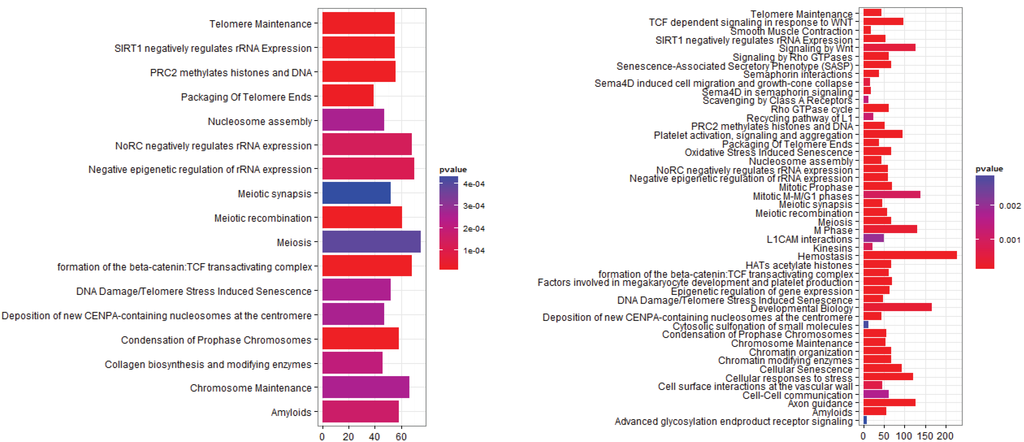 Telomere Maintenance
SIRT1 negatively regulates rRNA Expression
PRC2 methylates histones and DNA
Packaging Of Telomere Ends
Nucleosome assembly
NoRC negatively regulates rRNA expression
Negative epigenetic regulation of rRNA expression
Meiotic synapsis
Meiotic recombination
Meiosis
formation of the beta-catenin:TCF transactivating complex
DNA Damage/Telomere Stress Induced Senescence
Deposition of new CENPA-containing nucleosomes at the centromere
Condensation of Prophase Chromosomes
Collagen biosynthesis and modifying enzymes
Chromosome Maintenance
Amyloids
0 20 40 60
pvalue
4e-04
3e-04
2e-04
1e-04
Telomere Maintenance
TCF dependent signaling in response to WNT
Smooth Muscle Contraction
SIRT1 negatively regulates rRNA Expression
Signaling by Wnt
Signaling by Rho GTPases
Senescence-Associated Secretory Phenotype (SASP)
Semaphorin interactions
Sema4D induced cell migration and growth-cone collapse
Sema4D in semaphorin signaling
Scavenging by Class A Receptors
Rho GTPase cycle
Recycling pathway of L1
PRC2 methylates histones and DNA
Platelet activation, signaling and aggregation
Packaging Of Telomere Ends
Oxidative Stress Induced Senescence
Nucleosome assembly
NoRC negatively regulates rRNA expression
Negative epigenetic regulation of rRNA expression
Mitotic Prophase
Mitotic M-M/G1 phases
Meiotic synapsis
Meiotic recombination
Meiosis
M Phase
L1CAM interactions
Kinesins
Hemostasis
HATs acetylate histones
formation of the beta-catenin:TCF transactivating complex
Factors involved in megakaryocyte development and platelet production
Epigenetic regulation of gene expression
DNA Damage/Telomere Stress Induced Senescence
Developmental Biology
Deposition of new CENPA-containing nucleosomes at the centromere
Cytosolic sulfonation of small molecules
Condensation of Prophase Chromosomes
Chromosome Maintenance
Chromatin organization
Chromatin modifying enzymes
Cellular Senescence
Cellular responses to stress
Cell surface interactions at the vascular wall
Cell-Cell communication
Axon guidance
Amyloids
Advanced glycosylation endproduct receptor signaling
0 50 100 150 200
pvalue
0.002
0.001